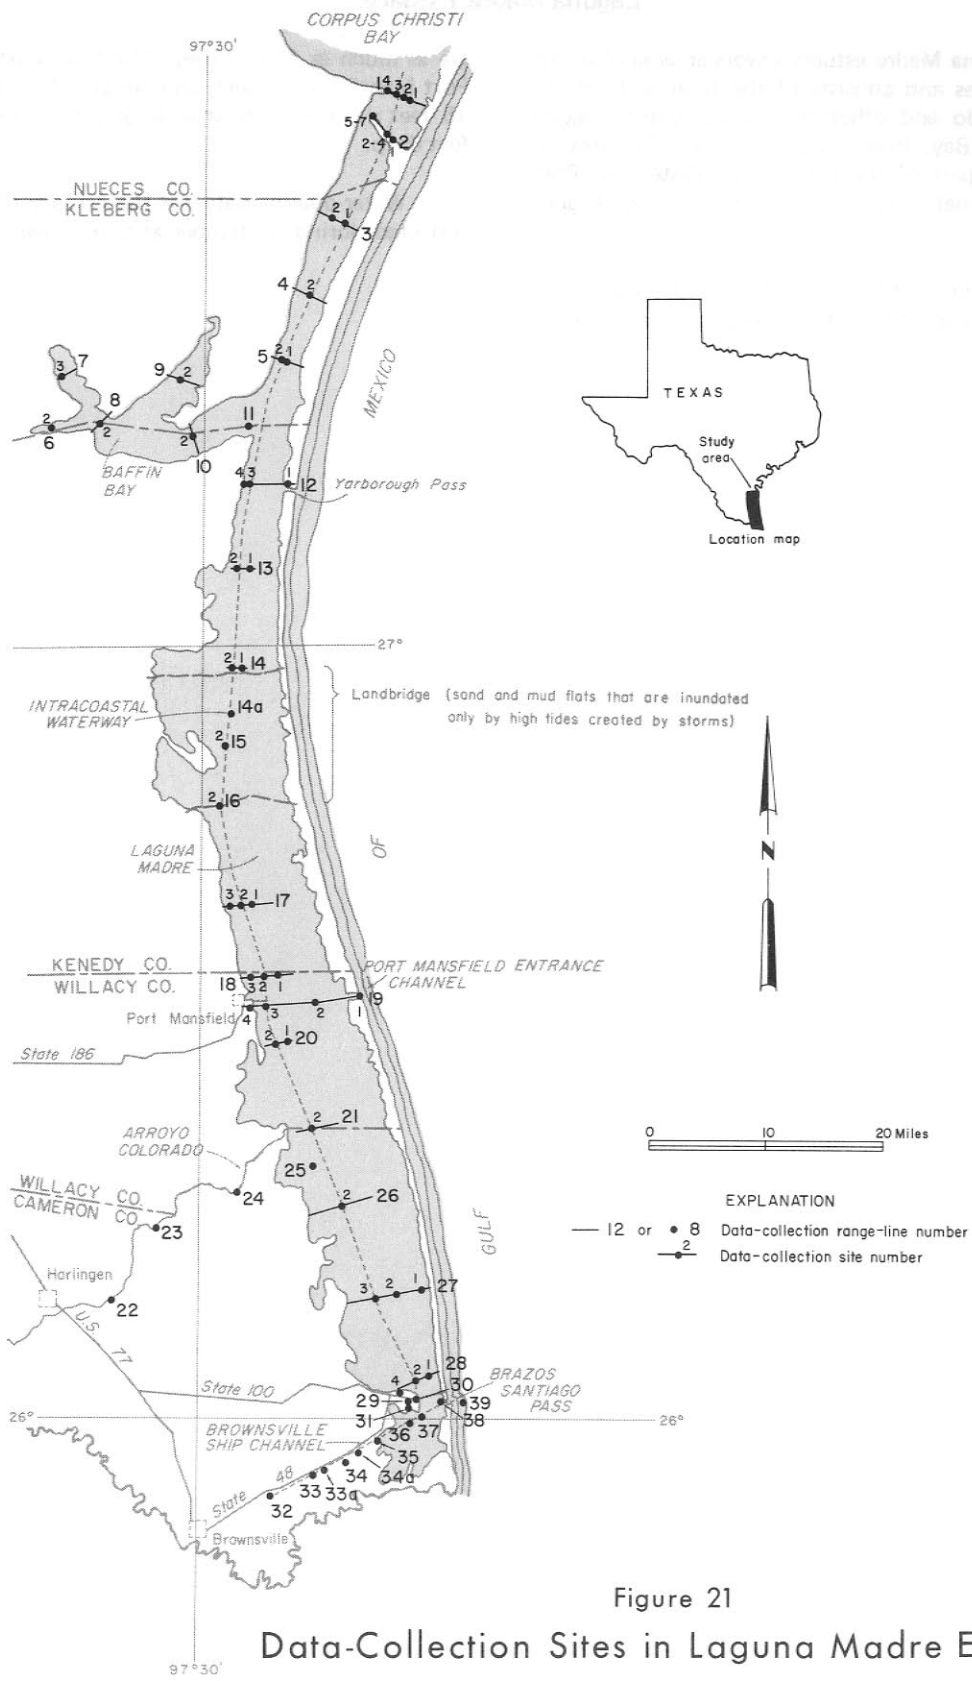 CORPUS CHRISTI
BAY
97°30'
4 3 2 1 1
5-7
2-4 1 2
NUECES CO.
KLEBERG CO.
2 1 3
4 2
5 2 1
3 7
9 2
8
2
6
2
11
2
10
BAFFIN
BAY
4 3 1 12
Yarborough Pass
MEXICO
2 1 13
27°
2 1 14
INTRACOASTAL
WATERWAY
14a
2 15
2 16
Landbridge (sand and mud flats that are inundated
only by high tides created by storms)
LAGUNA
MADRE
OF
3 2 1 17
KENEDY CO.
WILLACY CO.
18 3 2 1
PORT MANSFIELD ENTRANCE
CHANNEL
Port Mansfield
4 3 2 1 19
State 186
2 1 20
2 21
ARROYO
COLORADO
25
WILLACY CO.
CAMERON CO.
24
2 26
23
GULF
Harlingen
22
3 2 1 27
U.S. 77
State 100
4 2 1 28
29 30
31
BRAZOS
SANTIAGO
PASS
39
38
26°
26°
BROWNSVILLE
SHIP CHANNEL
36 37
35
34a
34
33a
33
32
State 48
Brownsville
97°30'
TEXAS
Study
area
Location map
N
0 10 20 Miles
EXPLANATION
12 or 8 Data-collection range-line number
2 Data-collection site number
Figure 21
Data-Collection Sites in Laguna Madre E